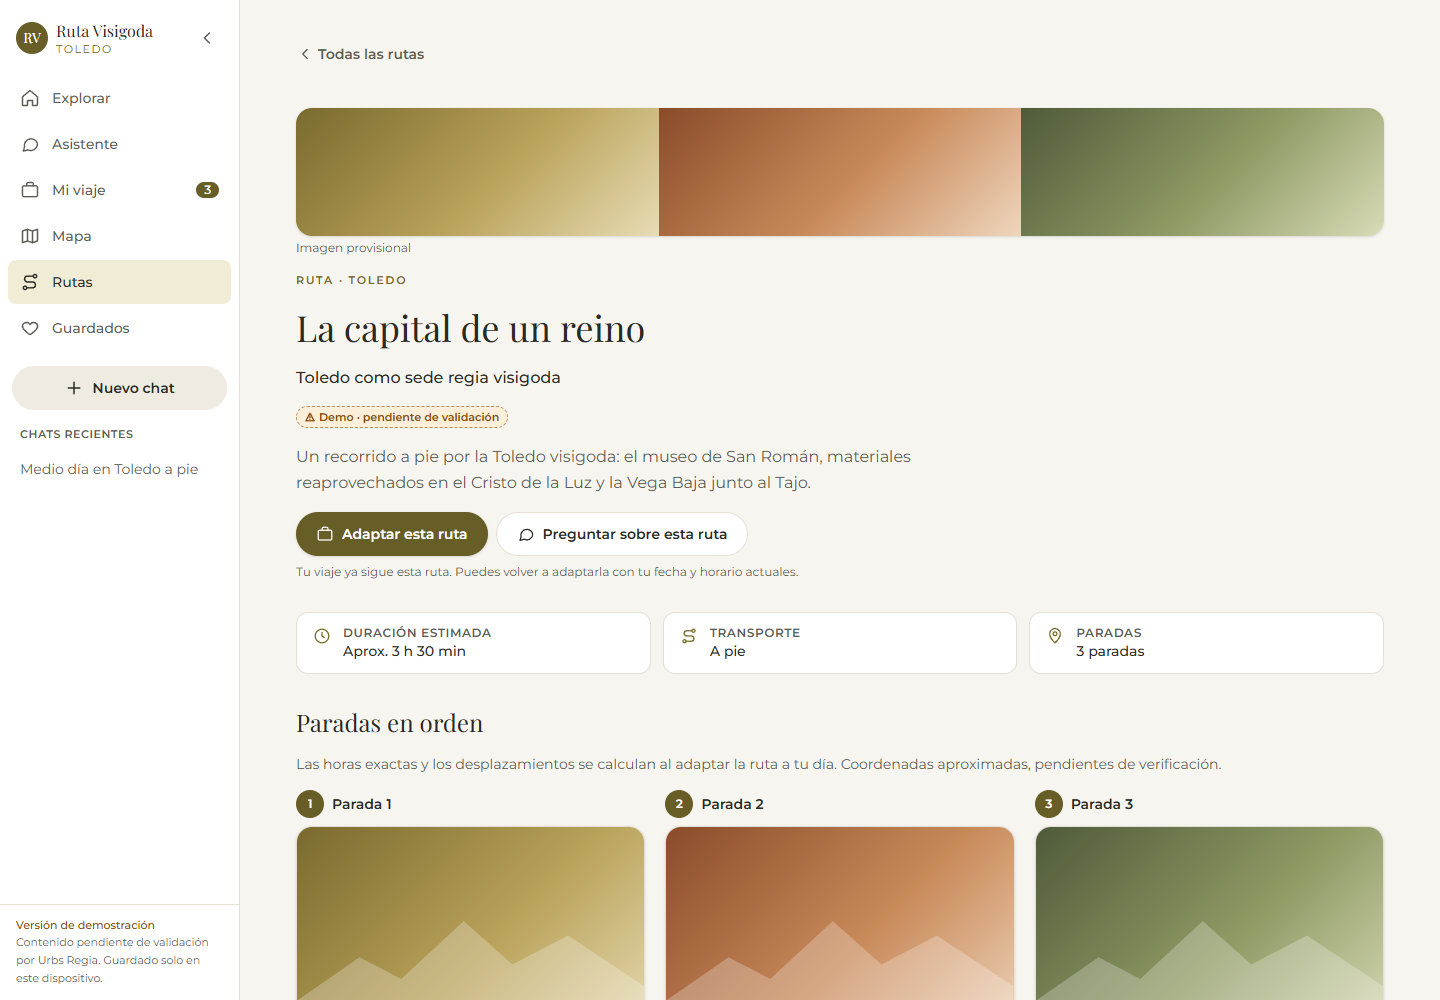 RV
Ruta Visigoda
TOLEDO
Explorar
Asistente
Mi viaje
3
Mapa
Rutas
Guardados
Nuevo chat
CHATS RECIENTES
Medio día en Toledo a pie
Versión de demostración
Contenido pendiente de validación
por Urbs Regia. Guardado solo en
este dispositivo.
Todas las rutas
Imagen provisional
RUTA · TOLEDO
La capital de un reino
Toledo como sede regia visigoda
Demo · pendiente de validación
Un recorrido a pie por la Toledo visigoda: el museo de San Román, materiales
reaprovechados en el Cristo de la Luz y la Vega Baja junto al Tajo.
Adaptar esta ruta
Preguntar sobre esta ruta
Tu viaje ya sigue esta ruta. Puedes volver a adaptarla con tu fecha y horario actuales.
DURACIÓN ESTIMADA
Aprox. 3 h 30 min
TRANSPORTE
A pie
PARADAS
3 paradas
Paradas en orden
Las horas exactas y los desplazamientos se calculan al adaptar la ruta a tu día. Coordenadas aproximadas, pendientes de verificación.
1 Parada 1
2 Parada 2
3 Parada 3